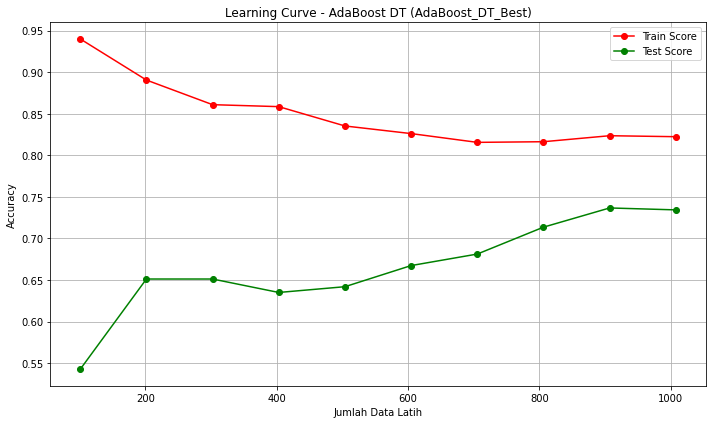 Learning Curve - AdaBoost DT (AdaBoost_DT_Best)
Train Score
Test Score
Accuracy
0.95
0.90
0.85
0.80
0.75
0.70
0.65
0.60
0.55
200
400
600
800
1000
Jumlah Data Latih